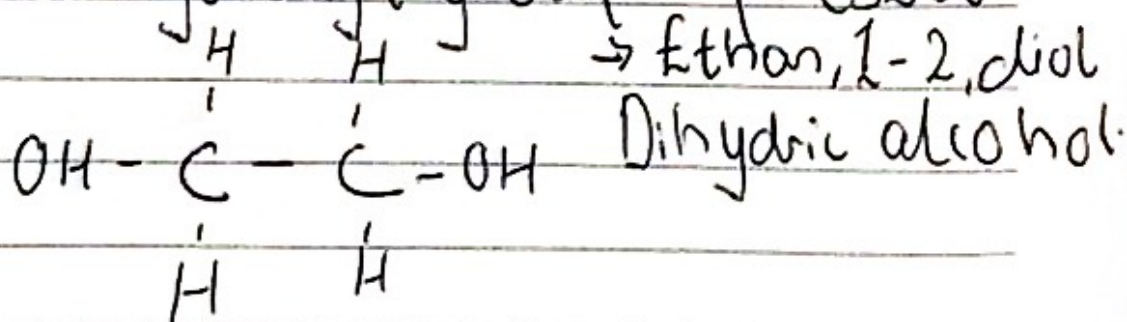 → Ethan, 1-2, diol
H H
Dihydric alcohol.
OH - C - C - OH
H H